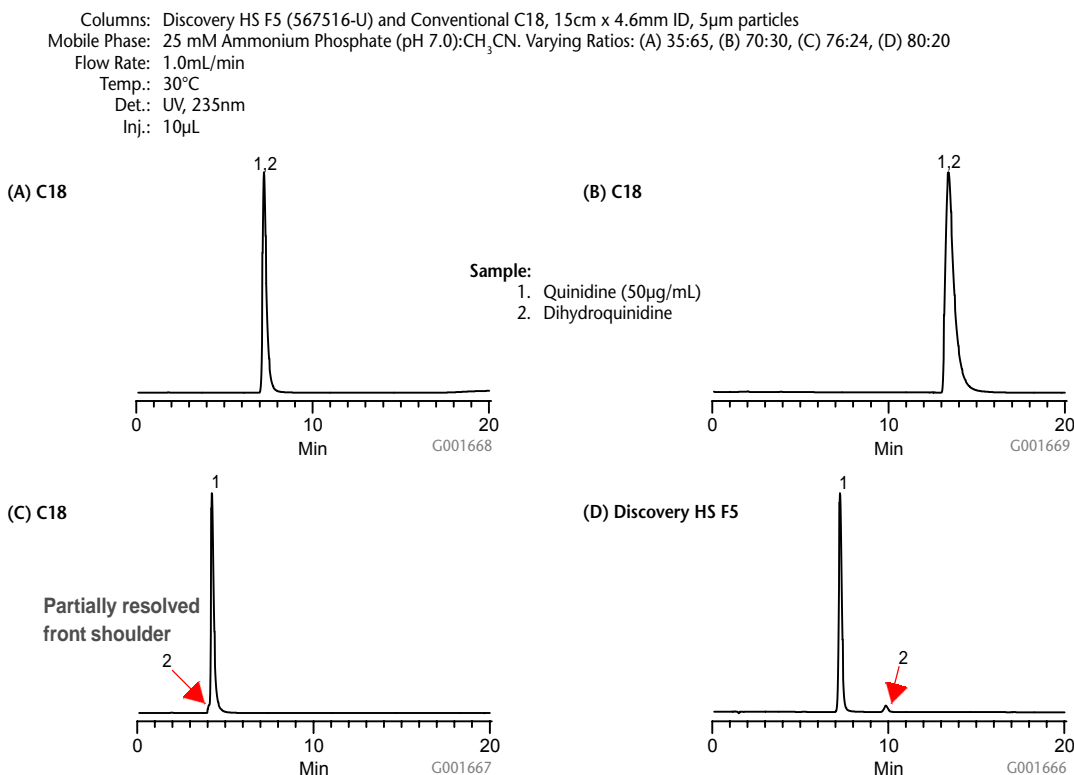 Columns: Discovery HS F5 (567516-U) and Conventional C18, 15cm x 4.6mm ID, 5µm particles
Mobile Phase: 25 mM Ammonium Phosphate (pH 7.0):CH3CN. Varying Ratios: (A) 35:65, (B) 70:30, (C) 76:24, (D) 80:20
Flow Rate: 1.0mL/min
Temp.: 30°C
Det.: UV, 235nm
Inj.: 10µL
(A) C18
1,2
0 10 20
Min
G001668
(B) C18
1,2
0 10 20
Min
G001669
Sample:
1. Quinidine (50µg/mL)
2. Dihydroquinidine
(C) C18
1
Partially resolved
front shoulder
2
0 10 20
Min
G001667
(D) Discovery HS F5
1
2
0 10 20
Min
G001666